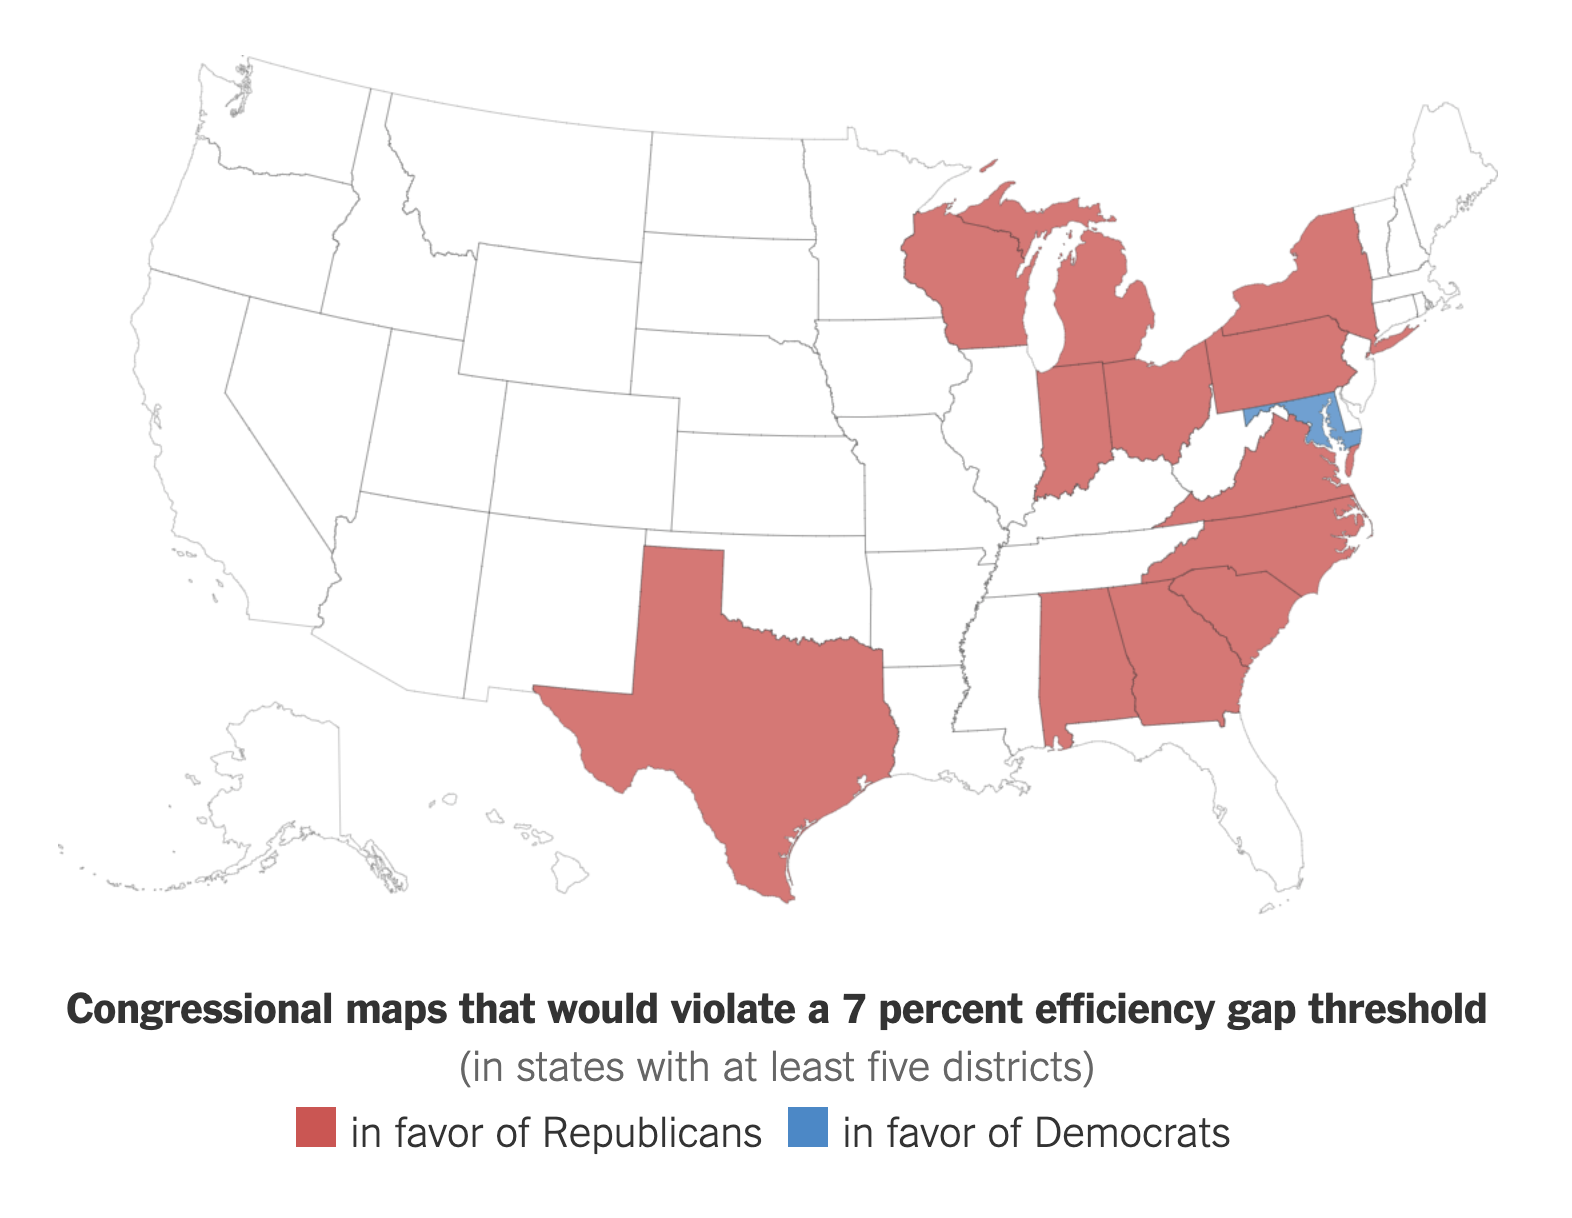 Congressional maps that would violate a 7 percent efficiency gap threshold
(in states with at least five districts)
in favor of Republicans in favor of Democrats